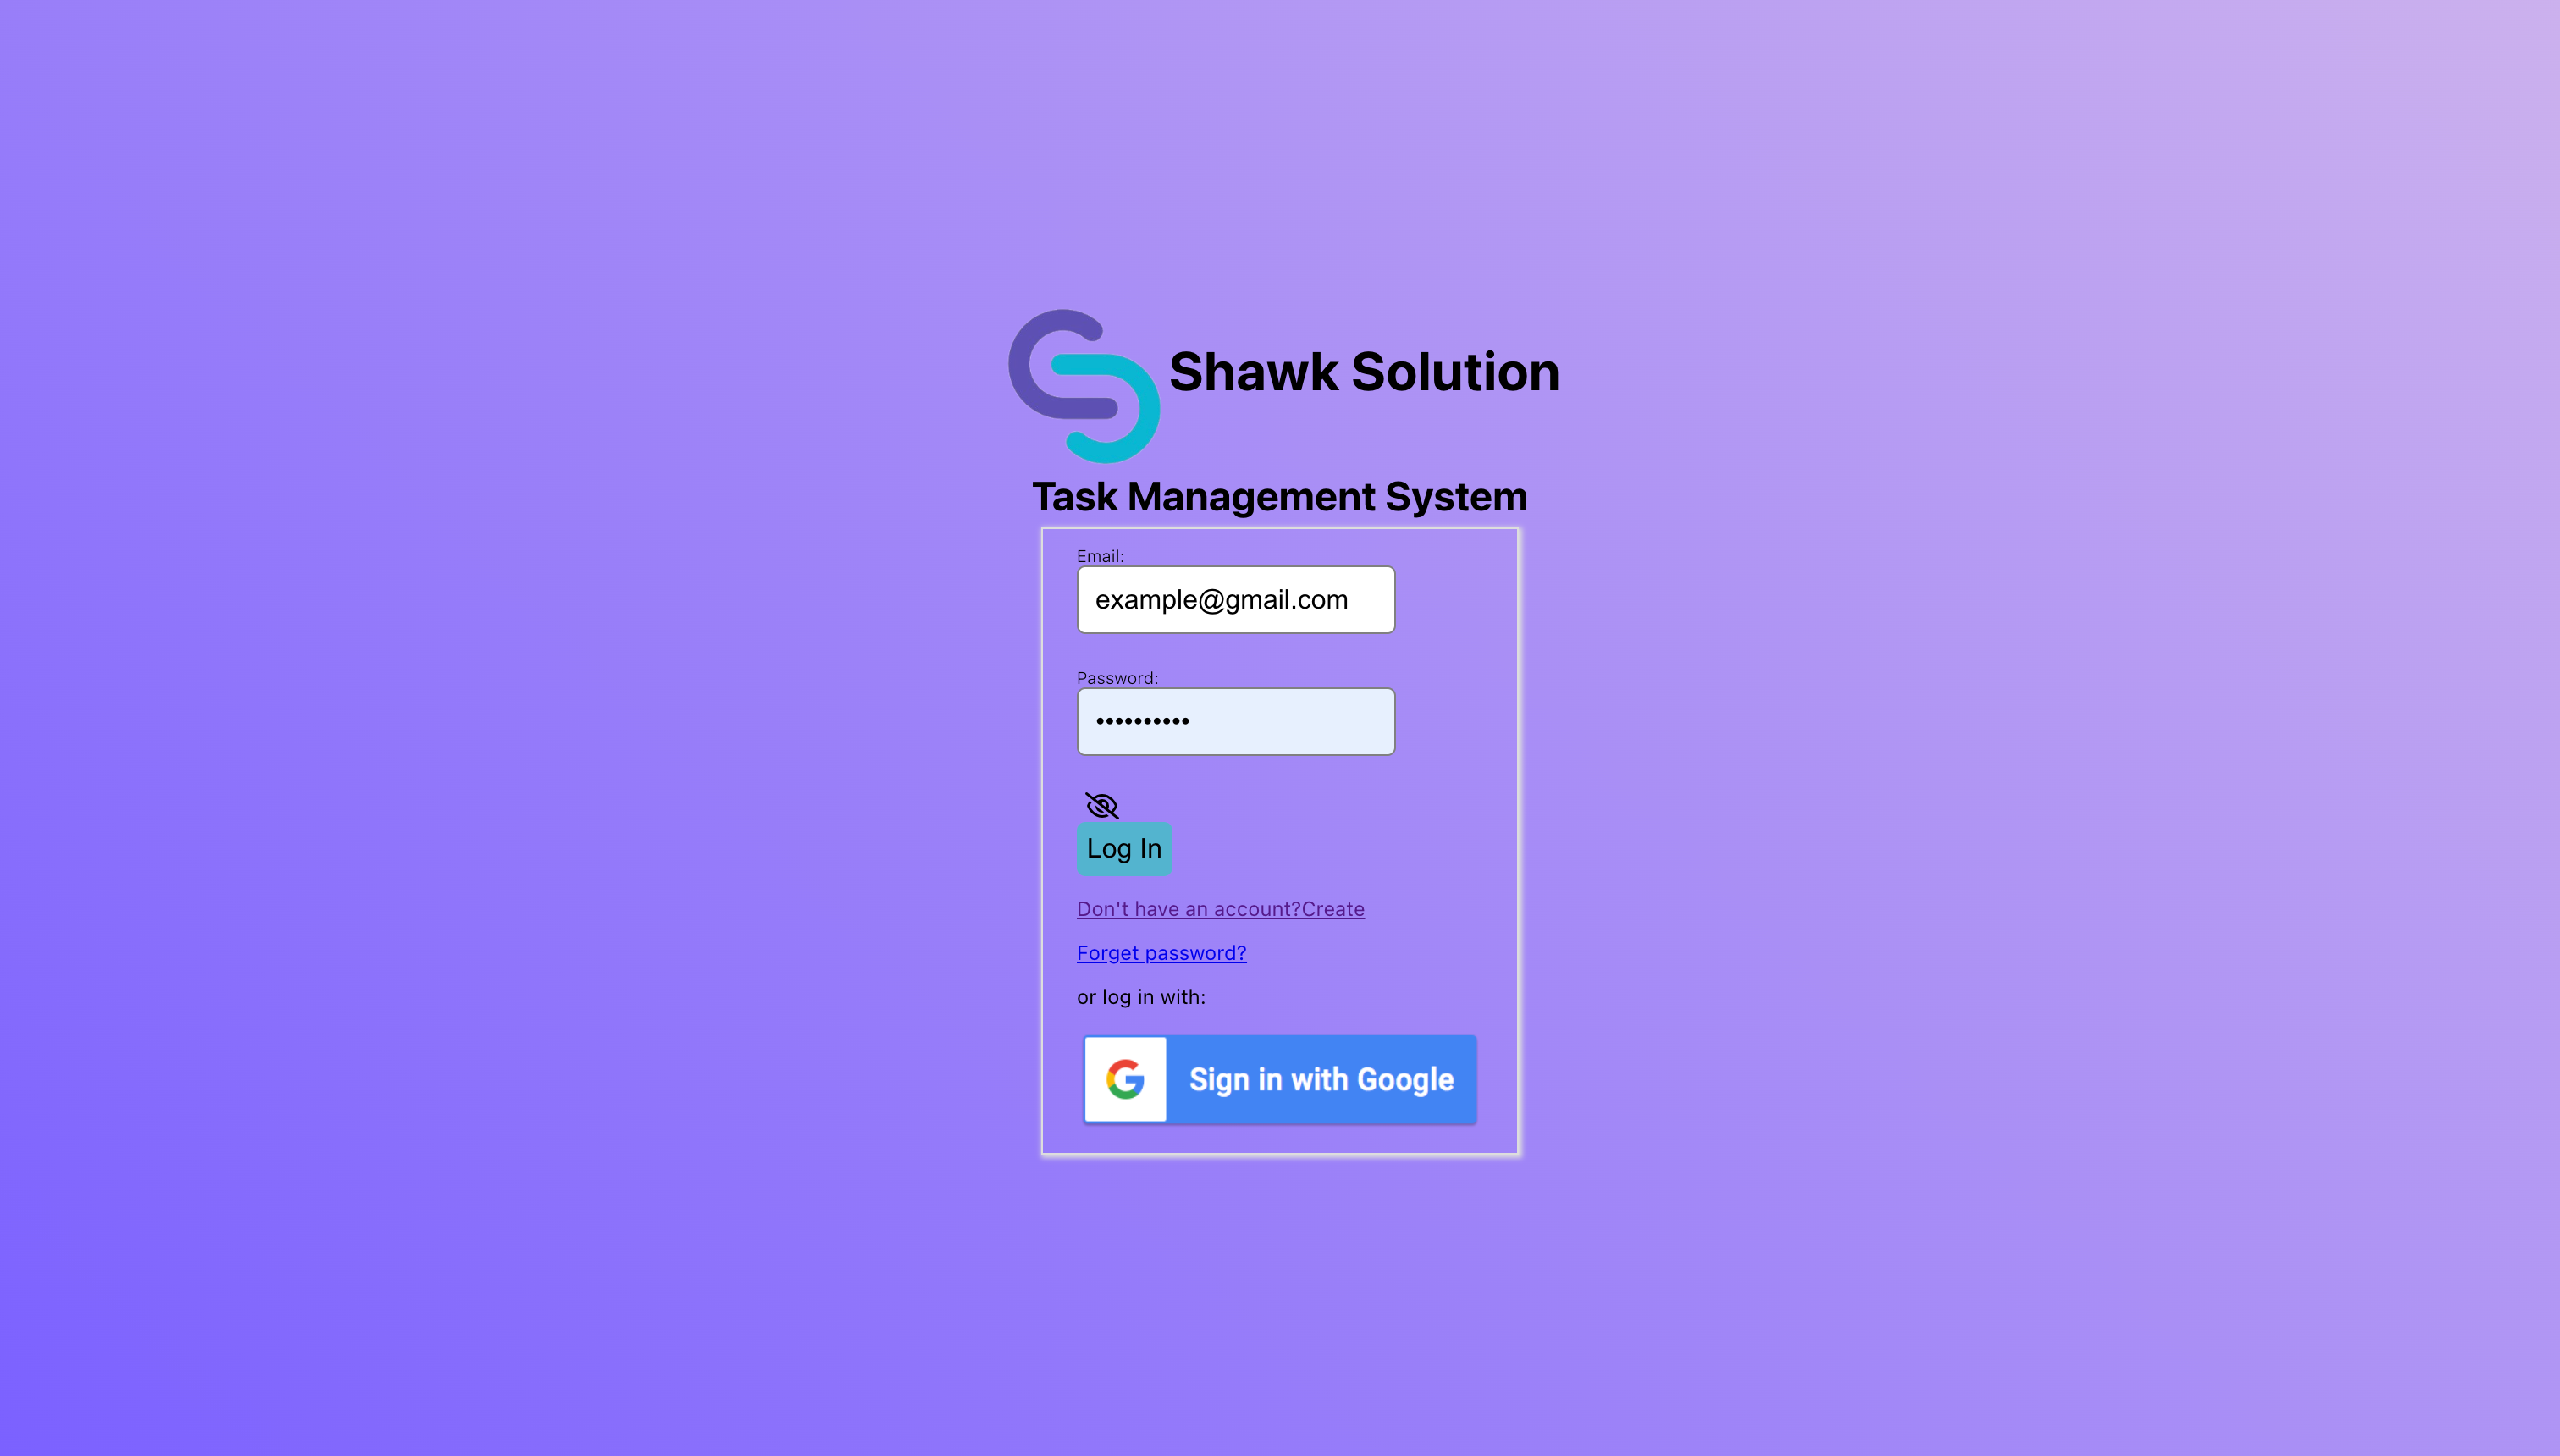 Shawk Solution
Task Management System
Email:
example@gmail.com
Password:
••••••••••
Log In
Don't have an account?Create
Forget password?
or log in with:
Sign in with Google